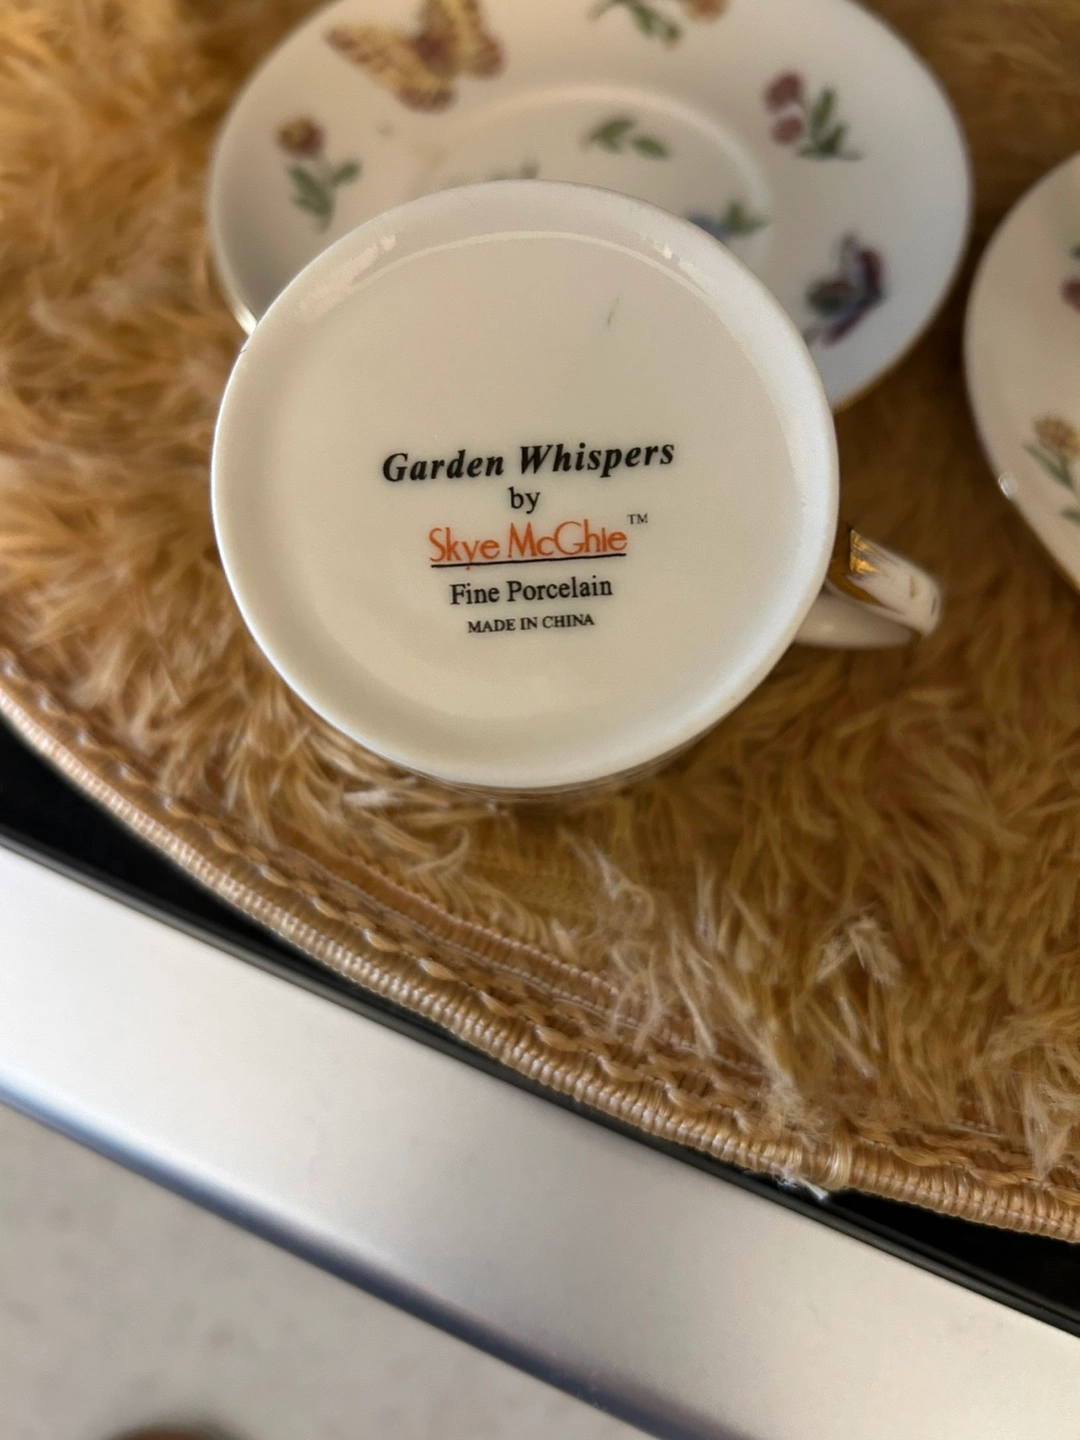 Garden Whispers
by
Skye McGhie™
Fine Porcelain
MADE IN CHINA